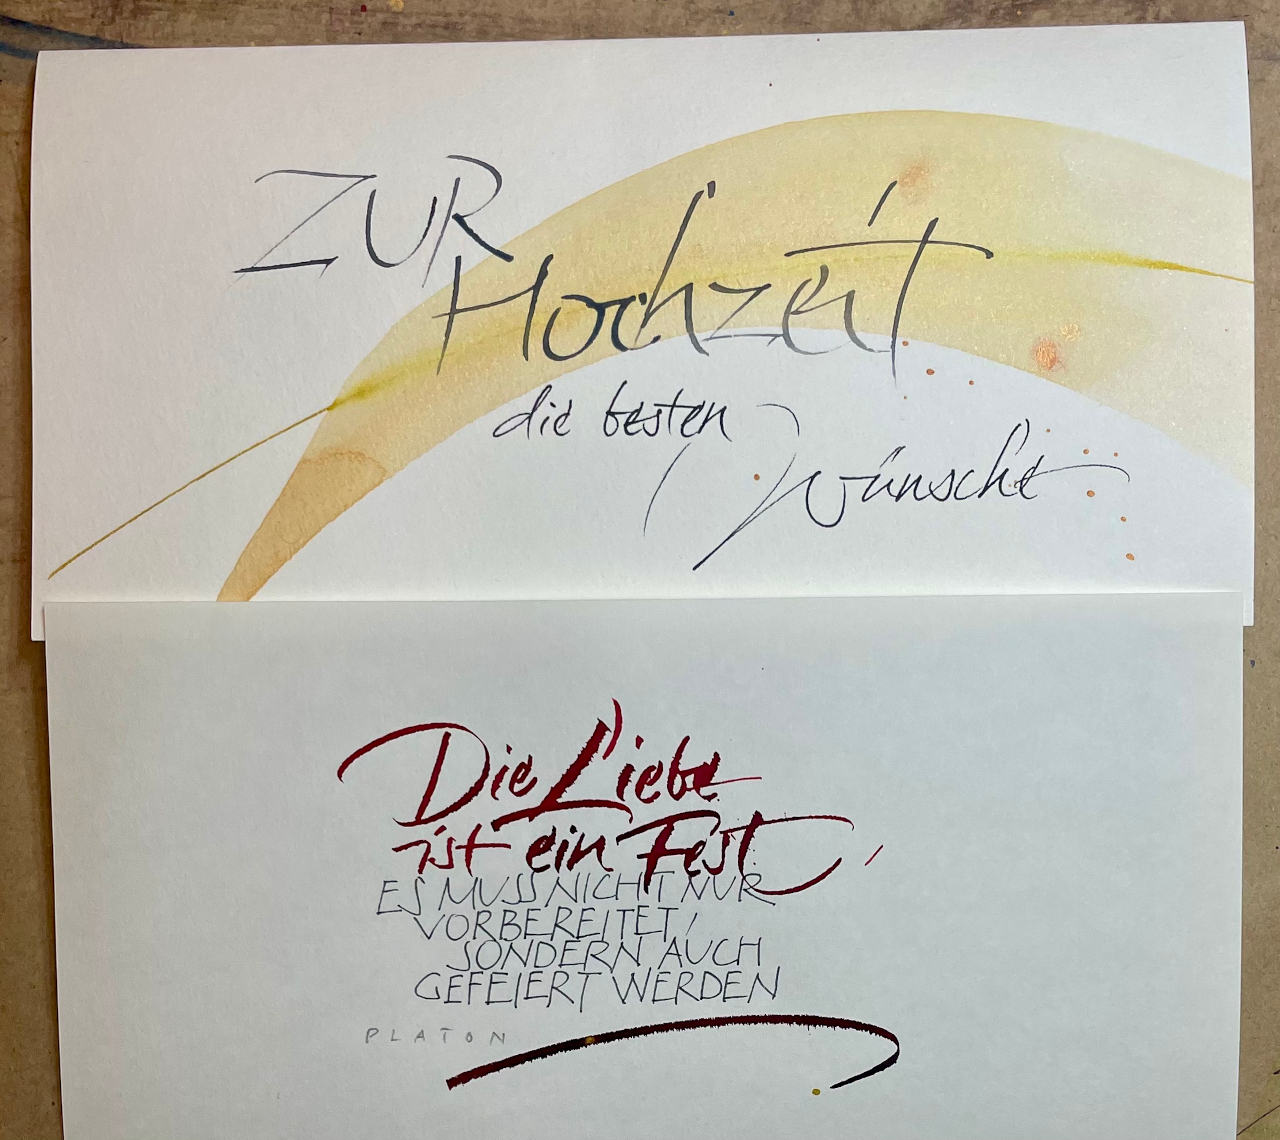 ZUR
Hochzeit
die besten
Wünsche
Die Liebe
ist ein Fest,
ES MUSS NICHT NUR
VORBEREITET,
SONDERN AUCH
GEFEIERT WERDEN
PLATON